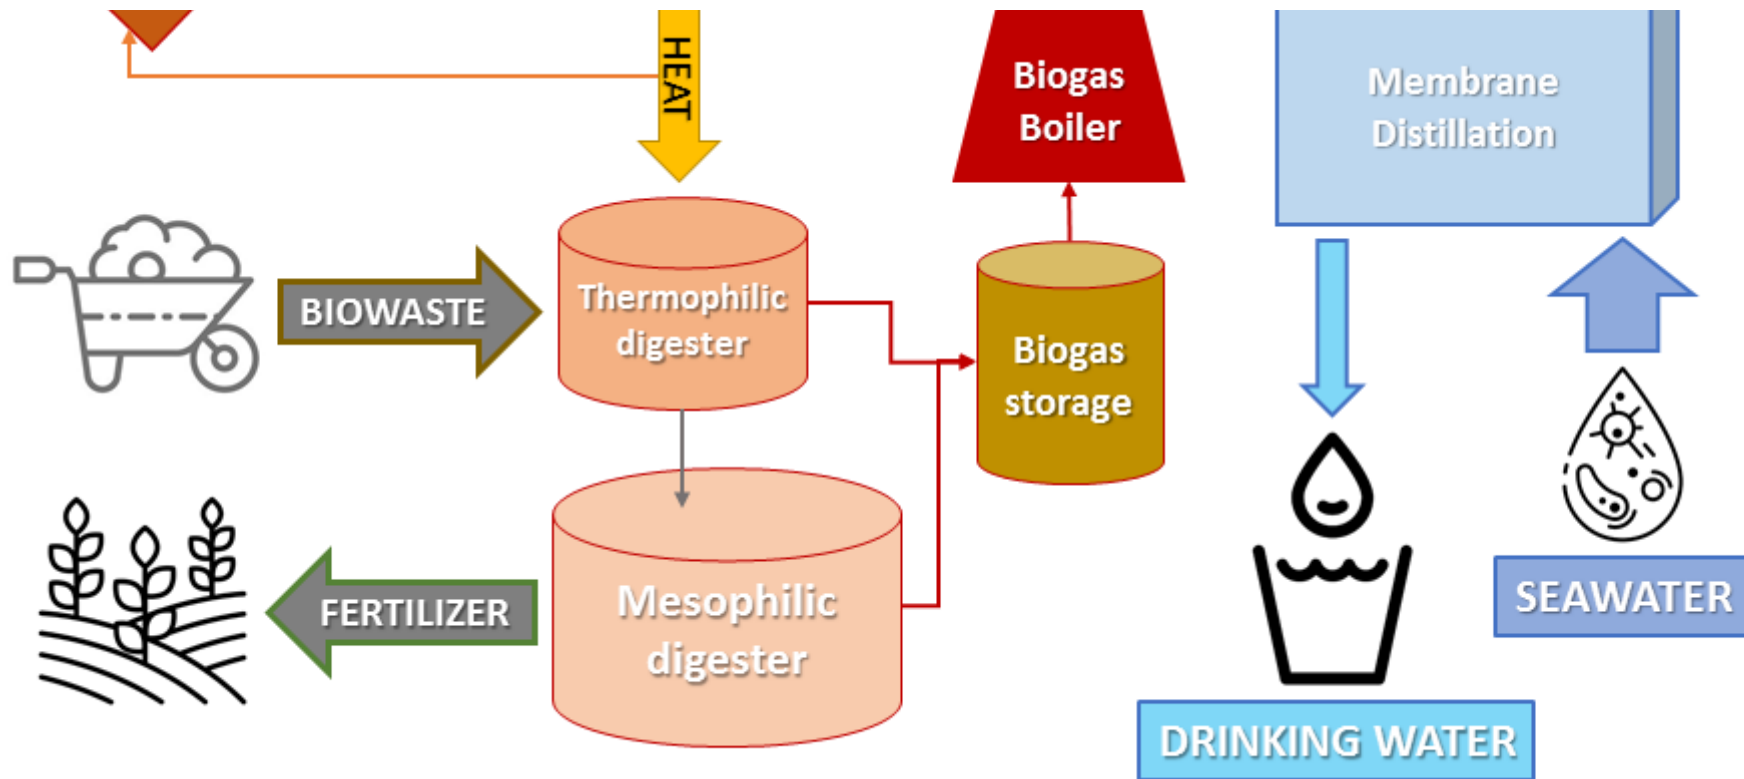 HEAT
Biogas
Boiler
Membrane
Distillation
BIOWASTE
Thermophilic
digester
Biogas
storage
FERTILIZER
Mesophilic
digester
SEAWATER
DRINKING WATER